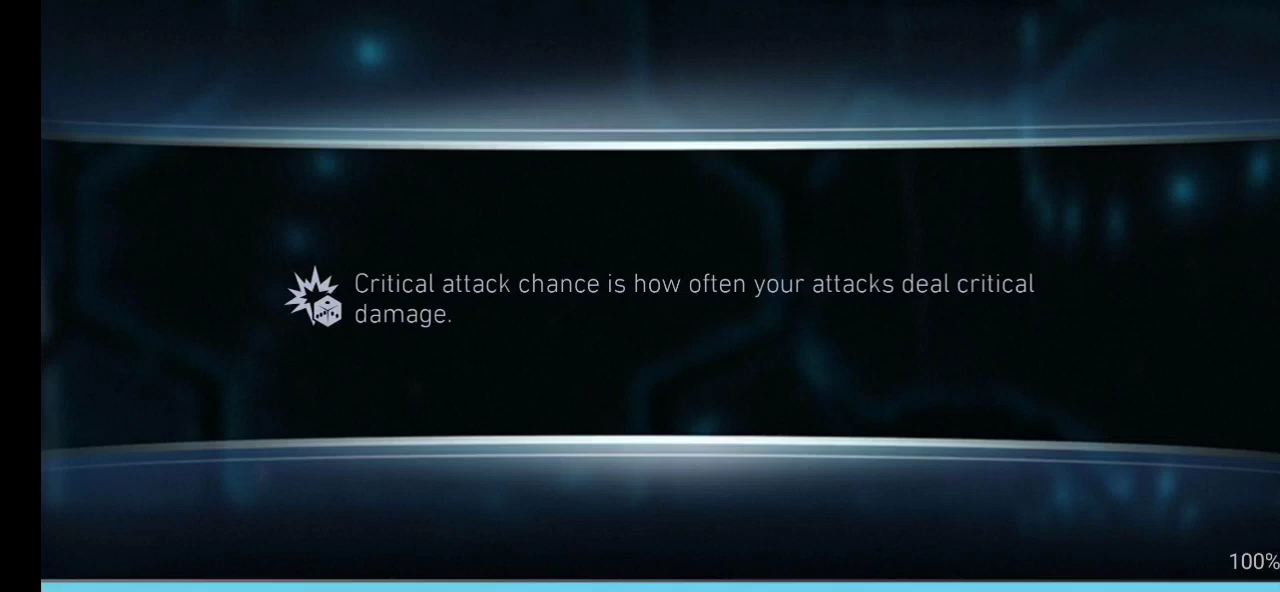 Critical attack chance is how often your attacks deal critical
damage.
100%